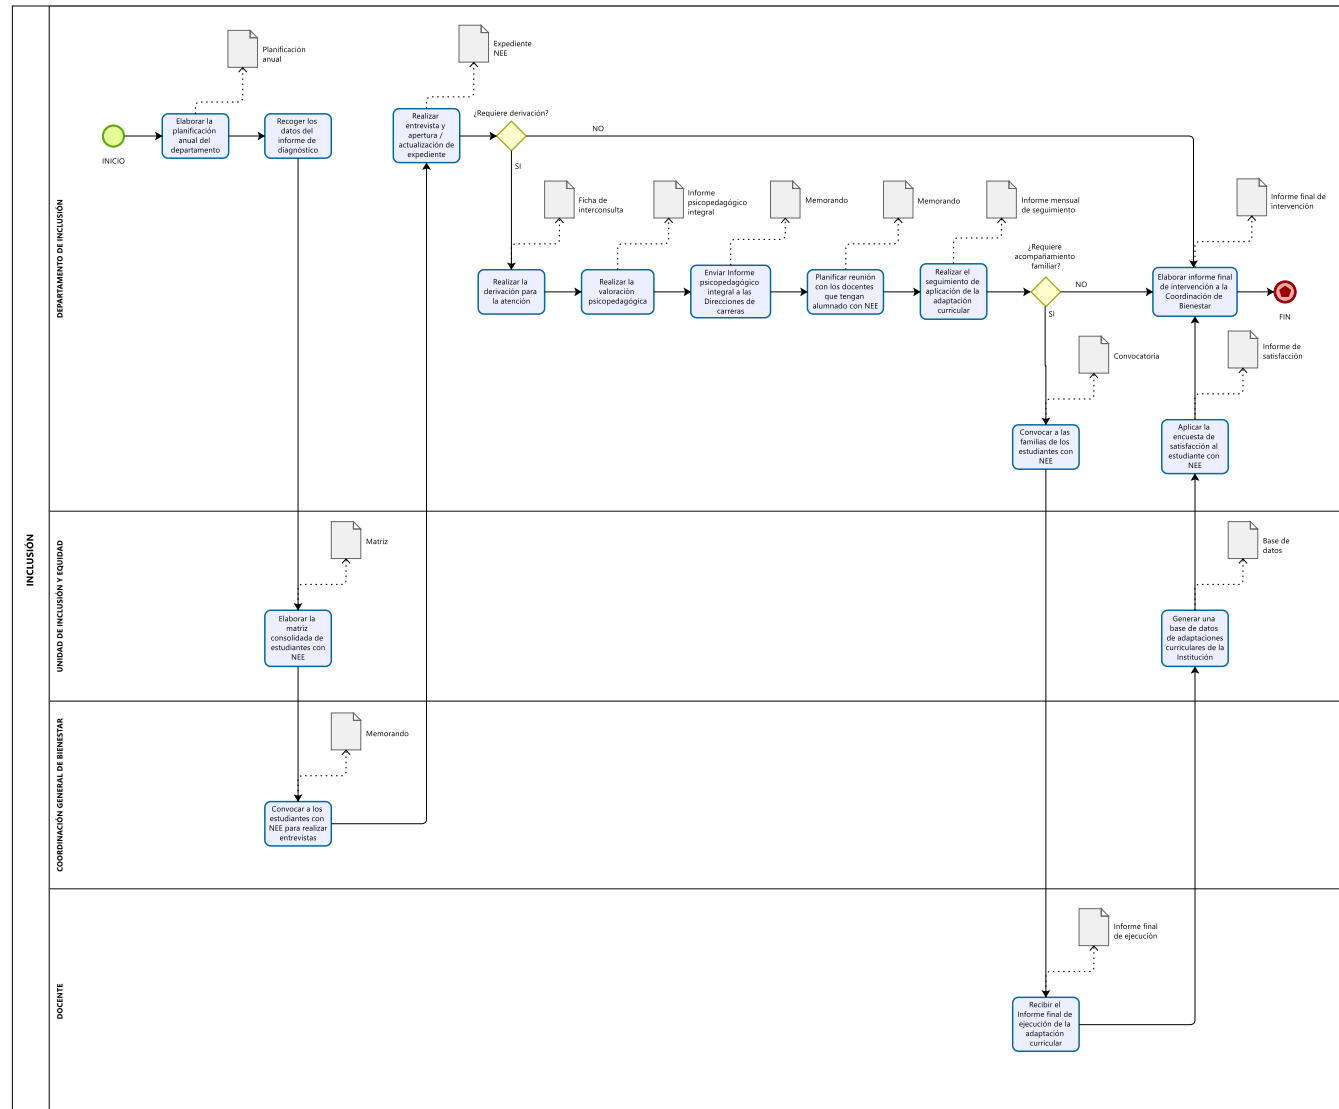 INCLUSIÓN
DEPARTAMENTO DE INCLUSIÓN
INICIO
Elaborar la
planificación
anual del
departamento
Planificación
anual
Recoger los
datos del
informe de
diagnóstico
Realizar
entrevista y
apertura /
actualización de
expediente
Expediente
NEE
¿Requiere derivación?
NO
SI
Realizar la
derivación para
la atención
Ficha de
interconsulta
Realizar la
valoración
psicopedagógica
Informe
psicopedagógico
integral
Enviar Informe
psicopedagógico
integral a las
Direcciones de
carreras
Memorando
Planificar reunión
con los docentes
que tengan
alumnado con NEE
Memorando
Realizar el
seguimiento de
aplicación de la
adaptación
curricular
Informe mensual
de seguimiento
¿Requiere
acompañamiento
familiar?
NO
SI
Convocar a las
familias de los
estudiantes con
NEE
Convocatoria
Elaborar informe final
de intervención a la
Coordinación de
Bienestar
Informe final de
intervención
FIN
Aplicar la
encuesta de
satisfacción al
estudiante con
NEE
Informe de
satisfacción
UNIDAD DE INCLUSIÓN Y EQUIDAD
Elaborar la
matriz
consolidada de
estudiantes con
NEE
Matriz
Generar una
base de datos
de adaptaciones
curriculares de la
Institución
Base de
datos
COORDINACIÓN GENERAL DE BIENESTAR
Convocar a los
estudiantes con
NEE para realizar
entrevistas
Memorando
DOCENTE
Recibir el
Informe final de
ejecución de la
adaptación
curricular
Informe final
de ejecución